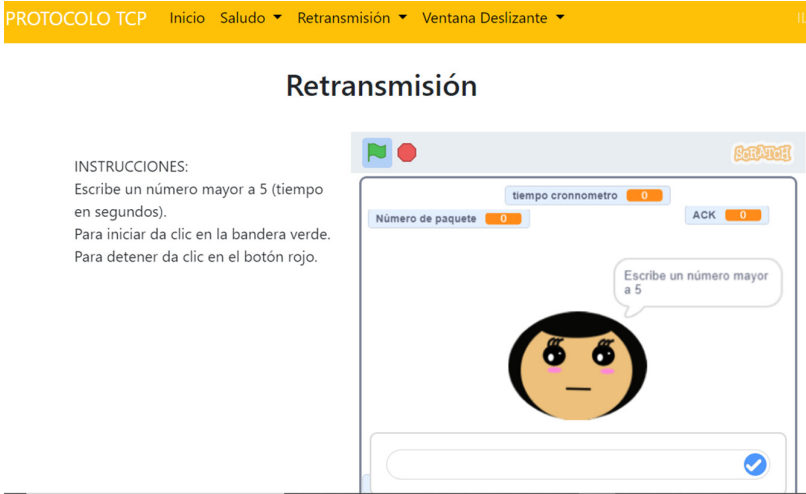 PROTOCOLO TCP Inicio Saludo Retransmisión Ventana Deslizante
Retransmisión
INSTRUCCIONES:
Escribe un número mayor a 5 (tiempo
en segundos).
Para iniciar da clic en la bandera verde.
Para detener da clic en el botón rojo.
SCRATCH
tiempo cronnometro 0
Número de paquete 0
ACK 0
Escribe un número mayor
a 5